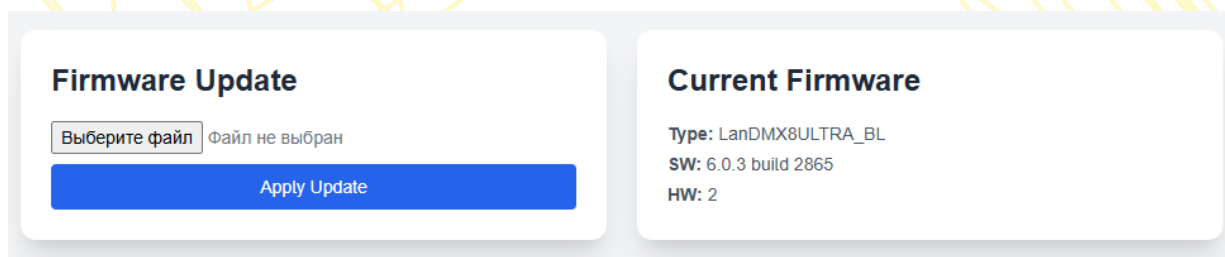 Firmware Update
Выберите файл Файл не выбран
Apply Update
Current Firmware
Type: LanDMX8ULTRA_BL
SW: 6.0.3 build 2865
HW: 2